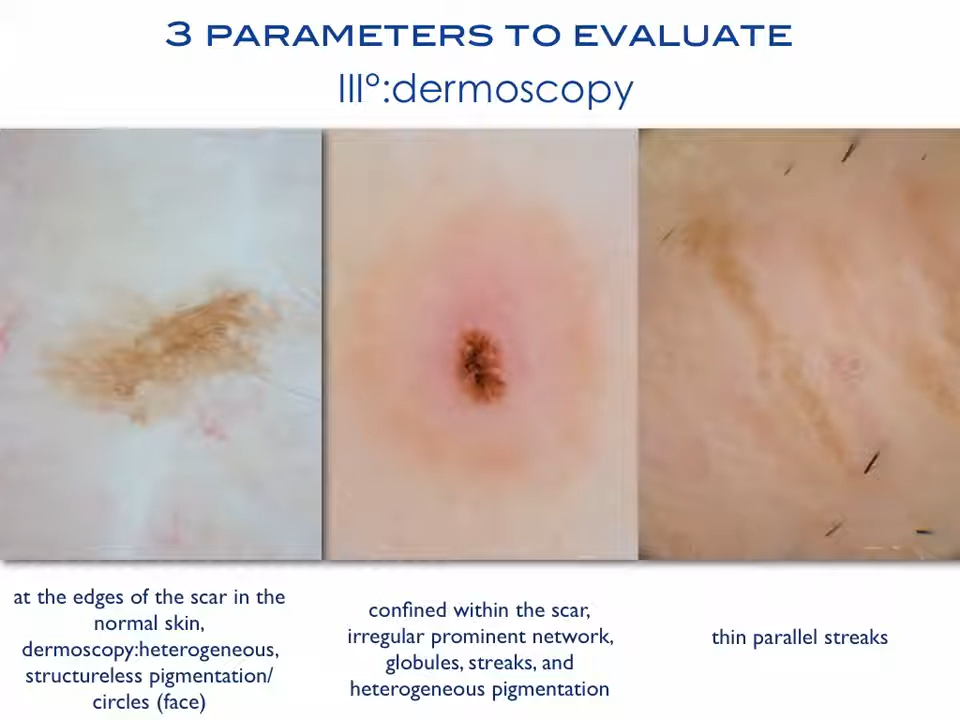 3 PARAMETERS TO EVALUATE
III°:dermoscopy
at the edges of the scar in the
normal skin,
dermoscopy:heterogeneous,
structureless pigmentation/
circles (face)
confined within the scar,
irregular prominent network,
globules, streaks, and
heterogeneous pigmentation
thin parallel streaks